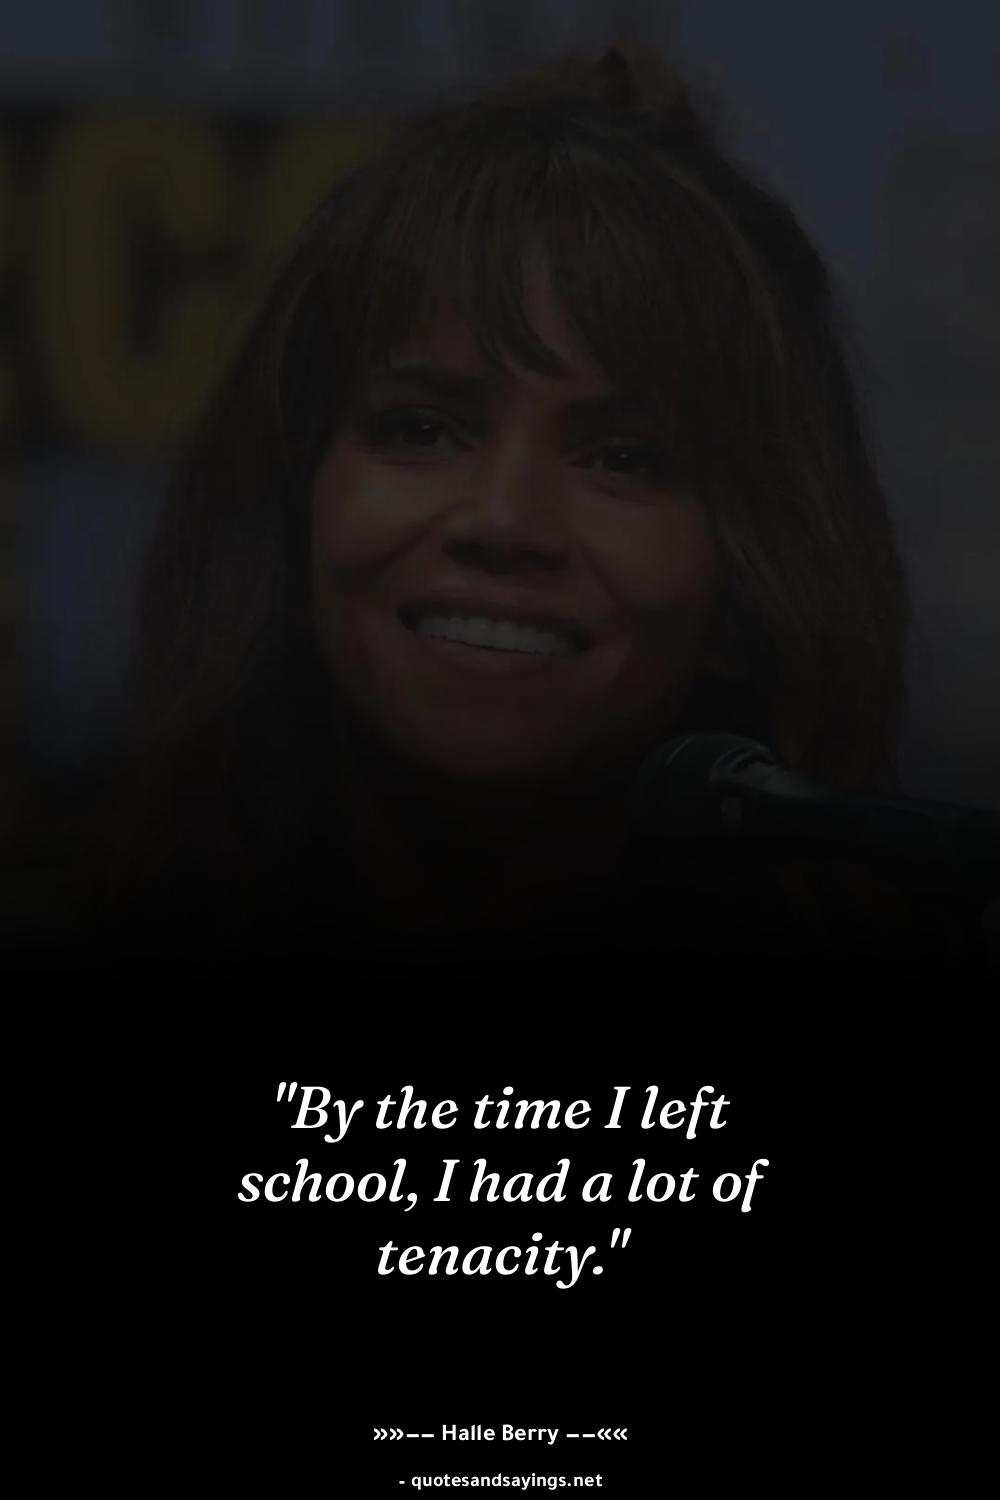 "By the time I left
school, I had a lot of
tenacity."
»»-- Halle Berry --««
- quotesandsayings.net